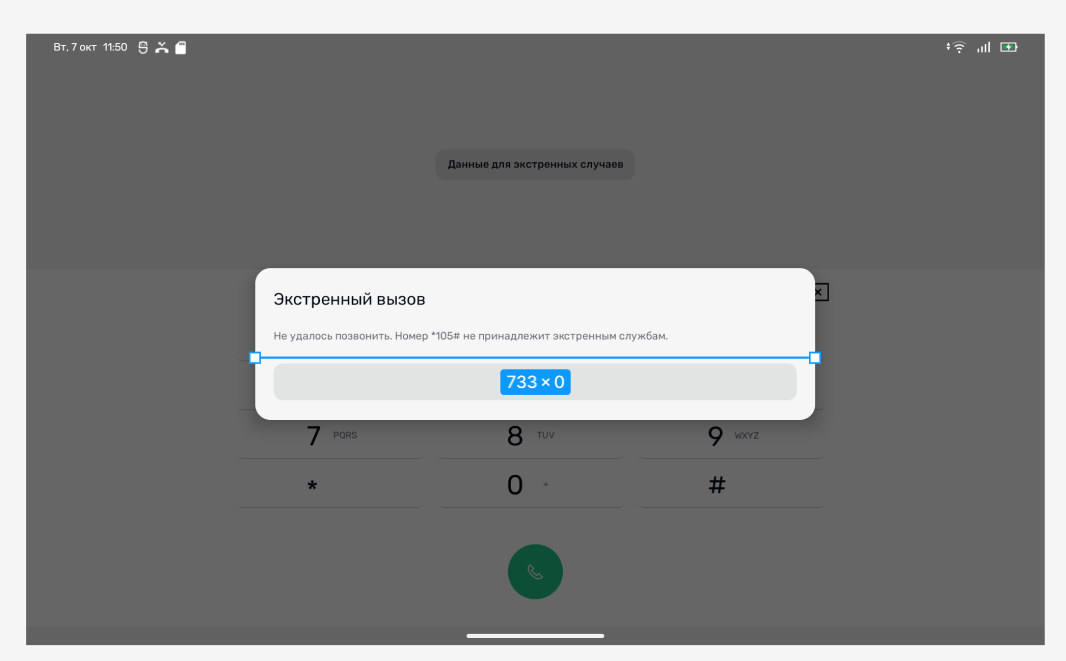 Вт, 7 окт 11:50
Данные для экстренных случаев
Экстренный вызов
Не удалось позвонить. Номер *105# не принадлежит экстренным службам.
733 × 0
7 PQRS 8 TUV 9 WXYZ
* 0 + #